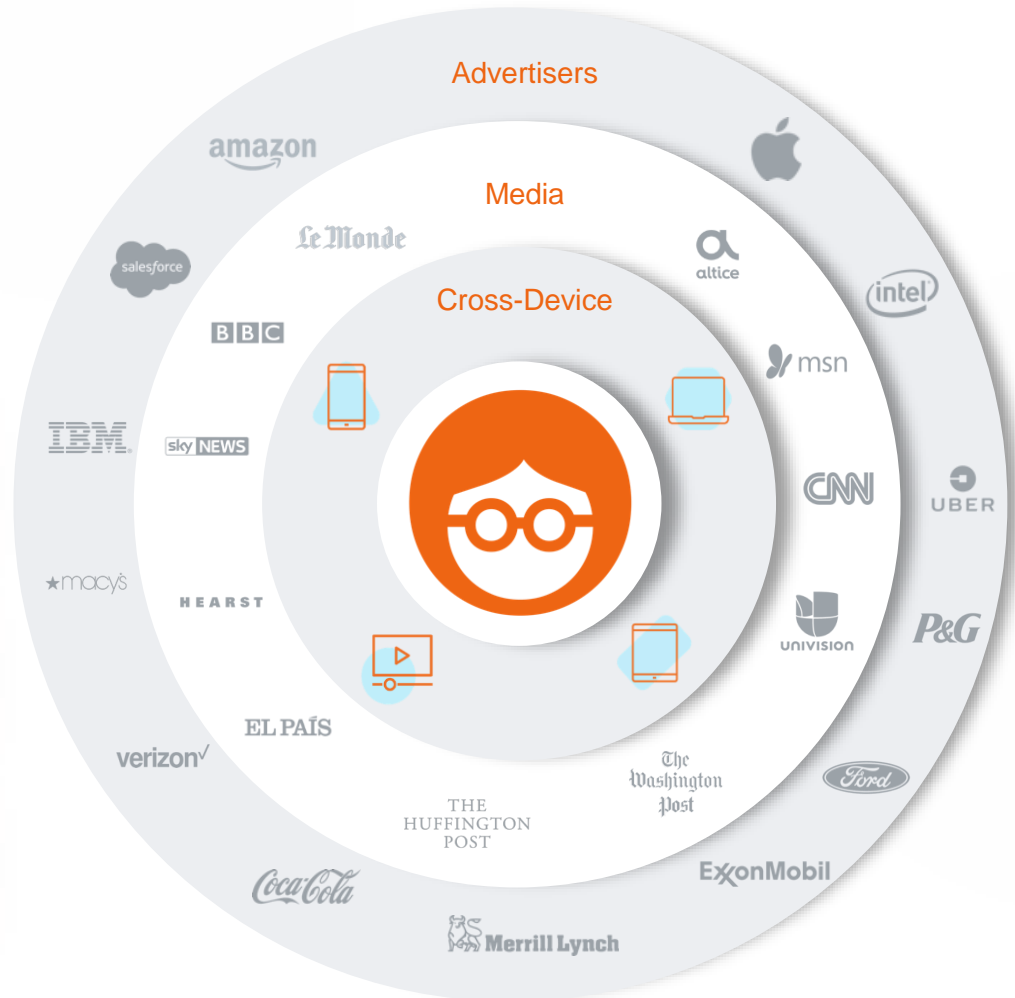 Advertisers
amazon
salesforce
IBM
★macy's
verizon✓
Coca-Cola
Merrill Lynch
ExxonMobil
Ford
P&G
UBER
intel
Media
Le Monde
altice
BBC
msn
sky NEWS
CNN
HEARST
UNIVISION
EL PAÍS
The
Washington
Post
THE
HUFFINGTON
POST
Cross-Device